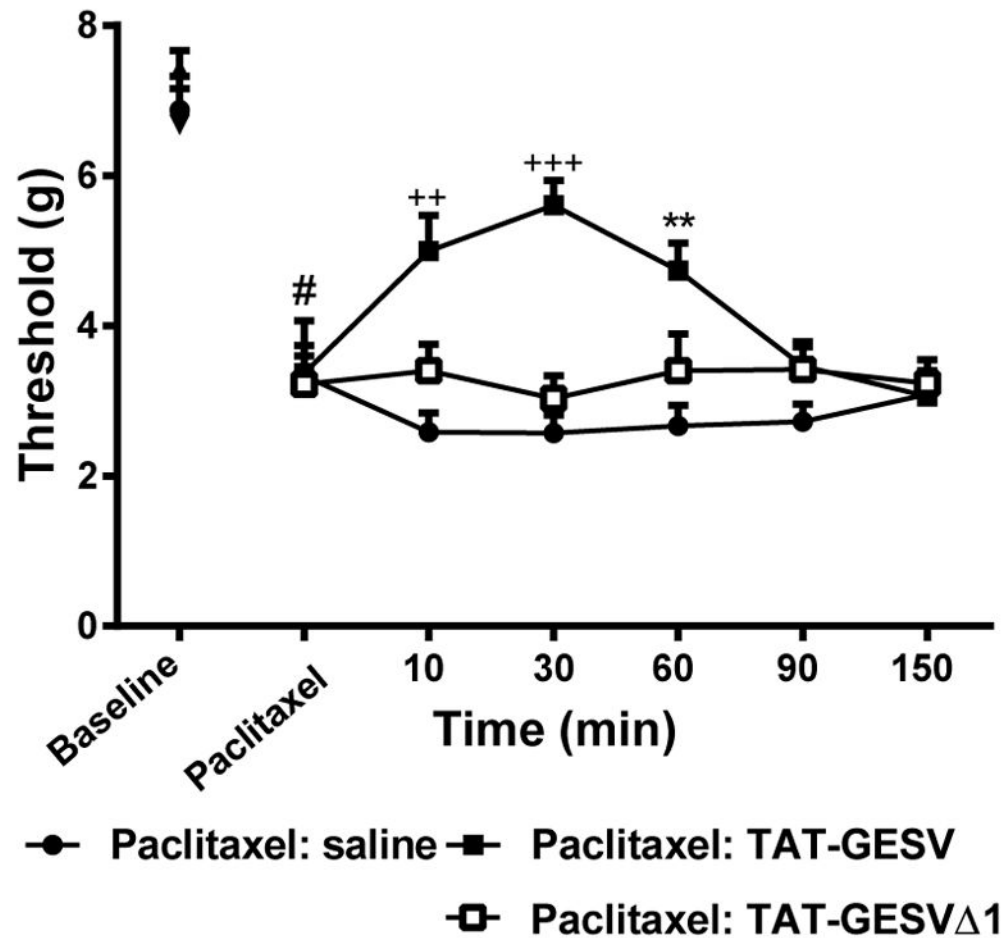 8
6
4
2
0
Threshold (g)
#
++
+++
**
Baseline
Paclitaxel
10 30 60 90 150
Time (min)
Paclitaxel: saline Paclitaxel: TAT-GESV
Paclitaxel: TAT-GESVΔ1